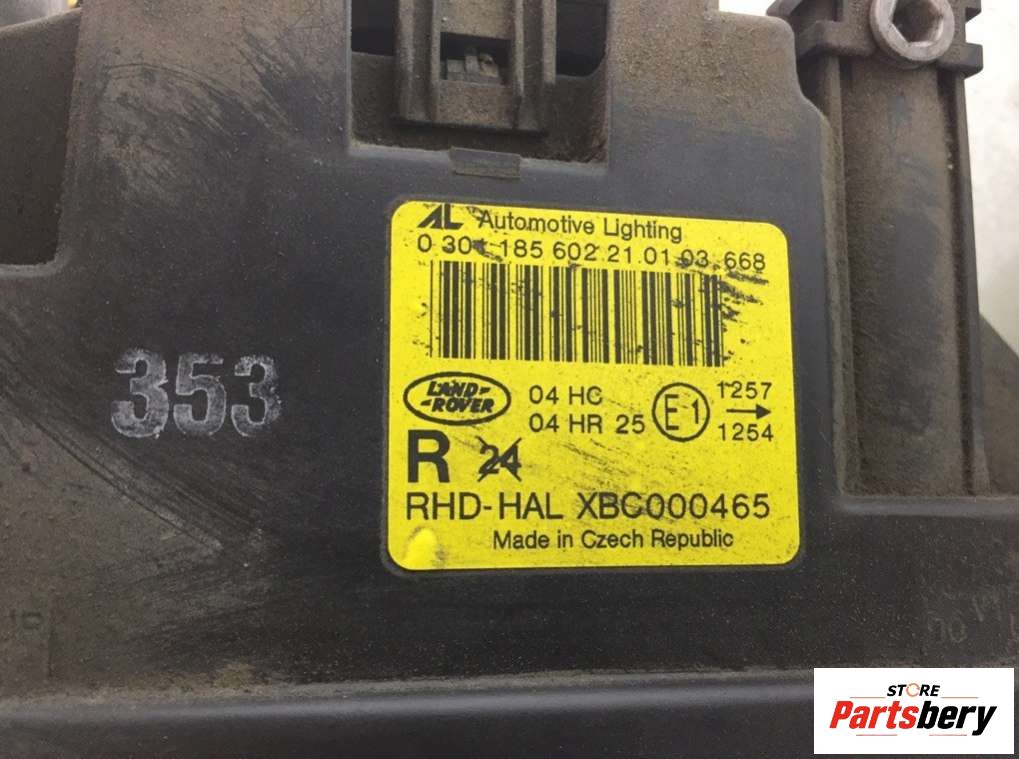 AL Automotive Lighting
0 301 185 602 21.01 03 668
353
LAND-
-ROVER
04 HC
04 HR 25
E1
1257
1254
R 24
RHD-HAL XBC000465
Made in Czech Republic
STORE
Partsbery